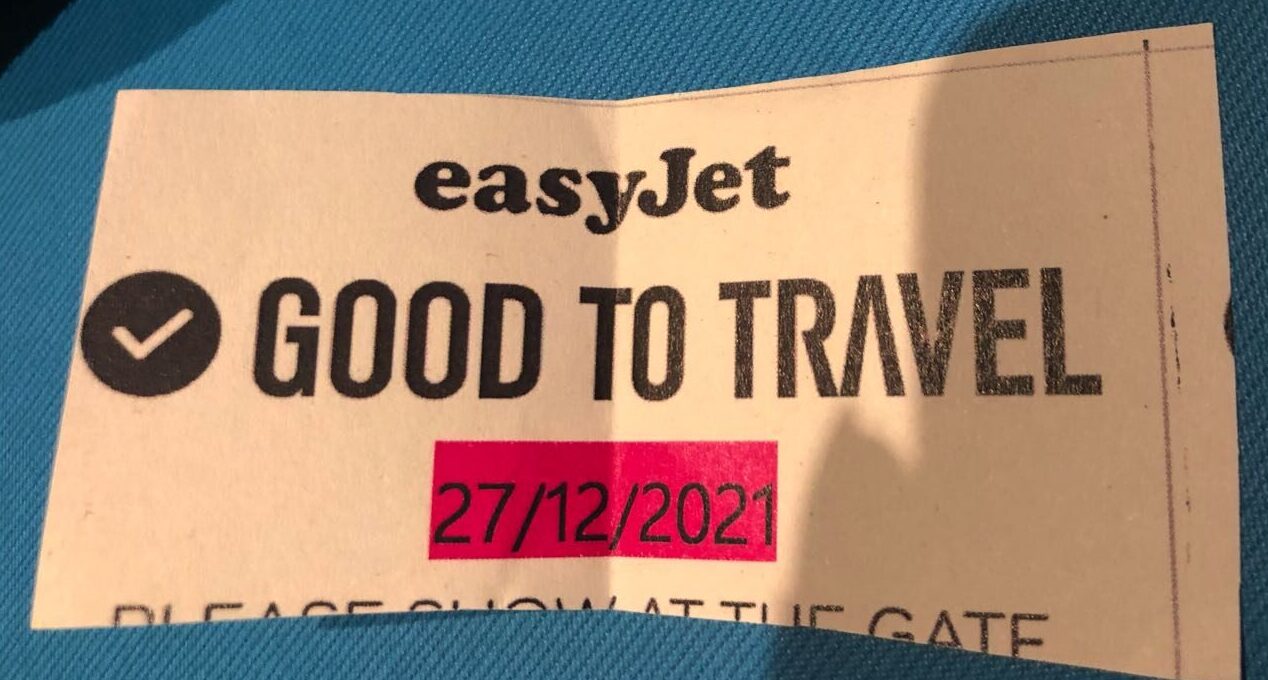 easyJet
GOOD TO TRAVEL
27/12/2021
PLEASE SHOW AT THE GATE